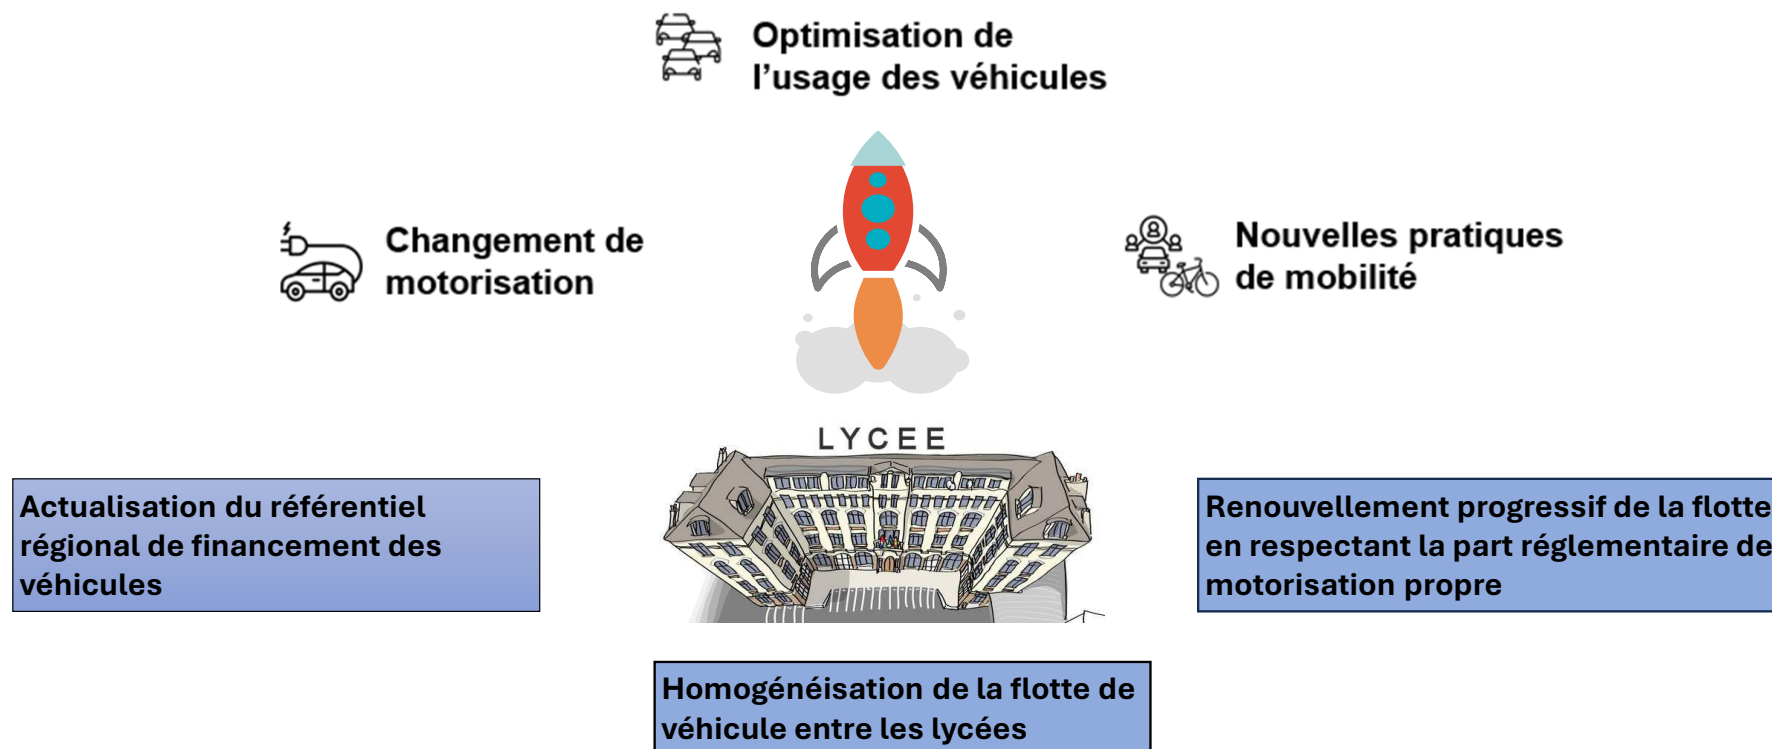 Optimisation de
l'usage des véhicules
Changement de
motorisation
Nouvelles pratiques
de mobilité
LYCEE
Actualisation du référentiel
régional de financement des
véhicules
Renouvellement progressif de la flotte
en respectant la part réglementaire de
motorisation propre
Homogénéisation de la flotte de
véhicule entre les lycées